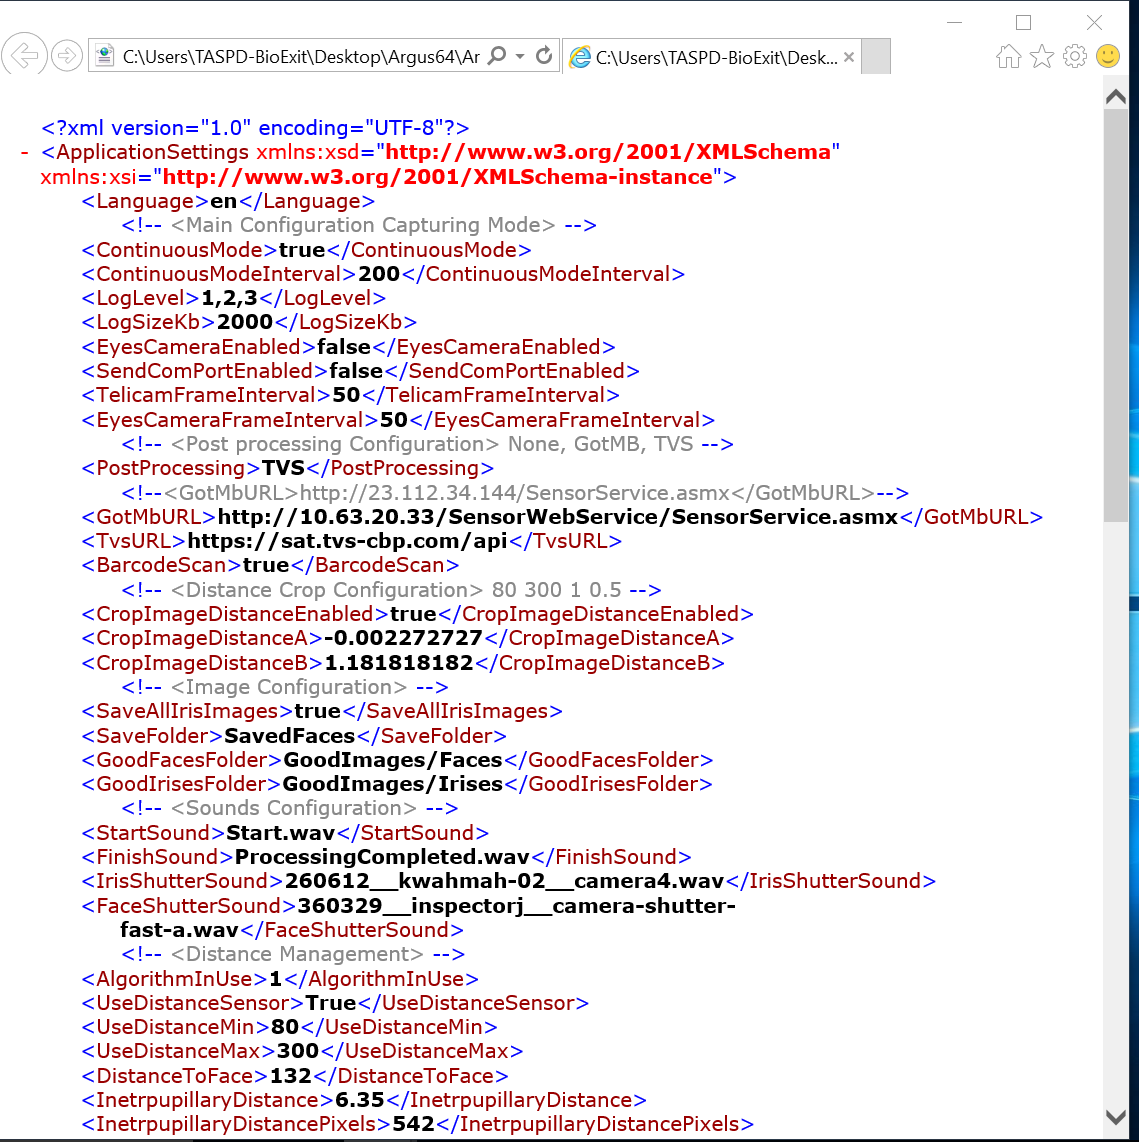 C:\Users\TASPD-BioExit\Desktop\Argus64\Ar
C:\Users\TASPD-BioExit\Desk...
<?xml version="1.0" encoding="UTF-8"?>
- <ApplicationSettings xmlns:xsd="http://www.w3.org/2001/XMLSchema"
xmlns:xsi="http://www.w3.org/2001/XMLSchema-instance">
<Language>en</Language>
<!-- <Main Configuration Capturing Mode> -->
<ContinuousMode>true</ContinuousMode>
<ContinuousModeInterval>200</ContinuousModeInterval>
<LogLevel>1,2,3</LogLevel>
<LogSizeKb>2000</LogSizeKb>
<EyesCameraEnabled>false</EyesCameraEnabled>
<SendComPortEnabled>false</SendComPortEnabled>
<TelicamFrameInterval>50</TelicamFrameInterval>
<EyesCameraFrameInterval>50</EyesCameraFrameInterval>
<!-- <Post processing Configuration> None, GotMB, TVS -->
<PostProcessing>TVS</PostProcessing>
<!--<GotMbURL>http://23.112.34.144/SensorService.asmx</GotMbURL>-->
<GotMbURL>http://10.63.20.33/SensorWebService/SensorService.asmx</GotMbURL>
<TvsURL>https://sat.tvs-cbp.com/api</TvsURL>
<BarcodeScan>true</BarcodeScan>
<!-- <Distance Crop Configuration> 80 300 1 0.5 -->
<CropImageDistanceEnabled>true</CropImageDistanceEnabled>
<CropImageDistanceA>-0.002272727</CropImageDistanceA>
<CropImageDistanceB>1.181818182</CropImageDistanceB>
<!-- <Image Configuration> -->
<SaveAllIrisImages>true</SaveAllIrisImages>
<SaveFolder>SavedFaces</SaveFolder>
<GoodFacesFolder>GoodImages/Faces</GoodFacesFolder>
<GoodIrisesFolder>GoodImages/Irises</GoodIrisesFolder>
<!-- <Sounds Configuration> -->
<StartSound>Start.wav</StartSound>
<FinishSound>ProcessingCompleted.wav</FinishSound>
<IrisShutterSound>260612__kwahmah-02__camera4.wav</IrisShutterSound>
<FaceShutterSound>360329__inspectorj__camera-shutter-
fast-a.wav</FaceShutterSound>
<!-- <Distance Management> -->
<AlgorithmInUse>1</AlgorithmInUse>
<UseDistanceSensor>True</UseDistanceSensor>
<UseDistanceMin>80</UseDistanceMin>
<UseDistanceMax>300</UseDistanceMax>
<DistanceToFace>132</DistanceToFace>
<InetrpupillaryDistance>6.35</InetrpupillaryDistance>
<InetrpupillaryDistancePixels>542</InetrpupillaryDistancePixels>